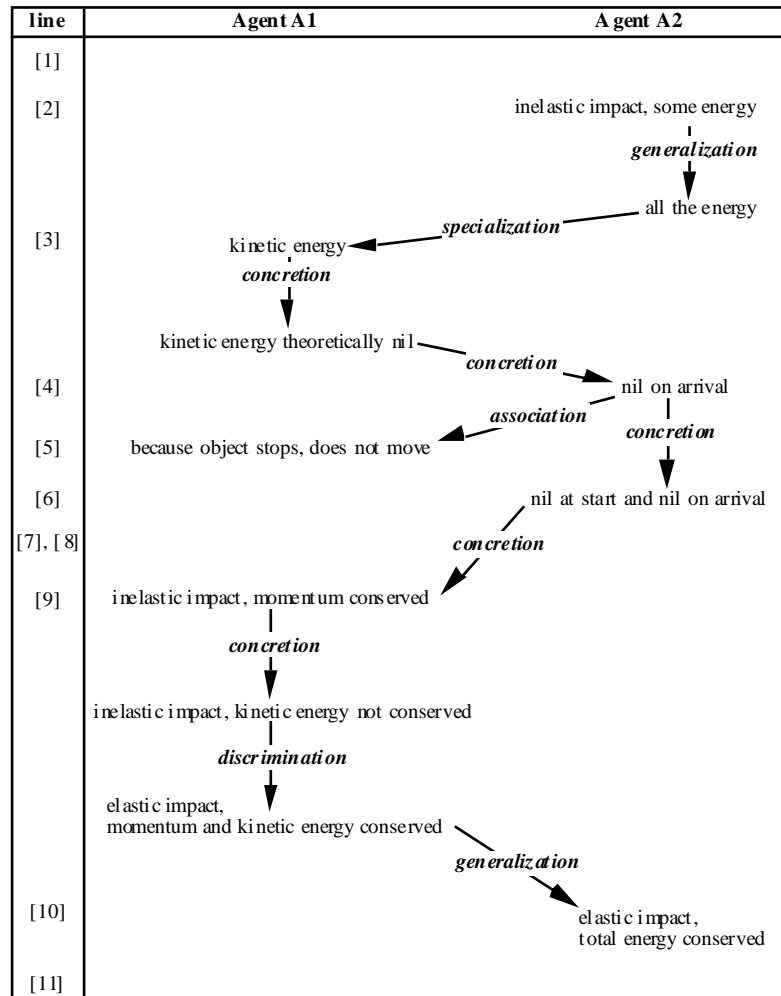 line Agent A1 Agent A2
[1]
[2] inelastic impact, some energy
generalization
all the energy
specialization
[3] kinetic energy
concretion
kinetic energy theoretically nil
concretion
[4] nil on arrival
association
concretion
[5] because object stops, does not move
[6] nil at start and nil on arrival
[7], [8] concretion
[9] inelastic impact, momentum conserved
concretion
inelastic impact, kinetic energy not conserved
discrimination
elastic impact,
momentum and kinetic energy conserved
generalization
[10] elastic impact,
total energy conserved
[11]